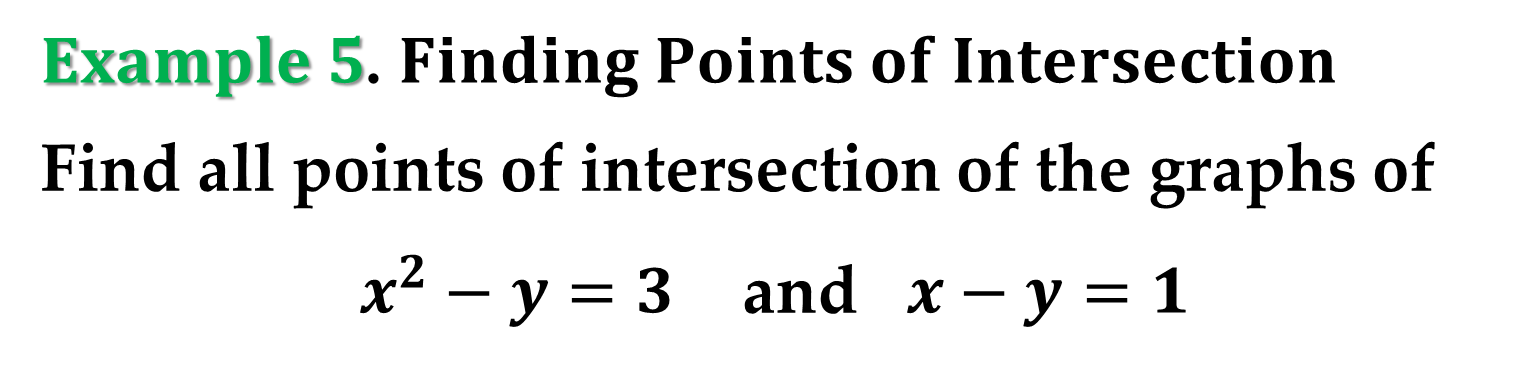 Example 5. Finding Points of Intersection
Find all points of intersection of the graphs of
x² − y = 3 and x − y = 1